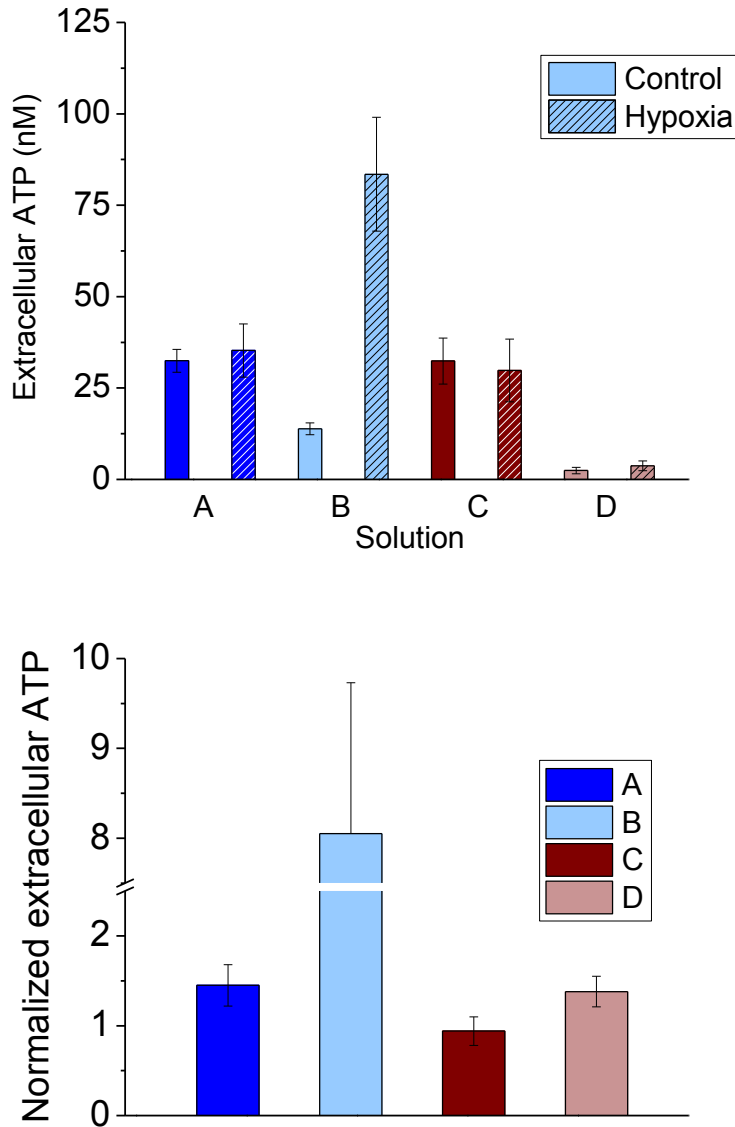 Extracellular ATP (nM)
125
100
75
50
25
0
Control
Hypoxia
A B C D
Solution
Normalized extracellular ATP
10
9
8
2
1
0
A
B
C
D